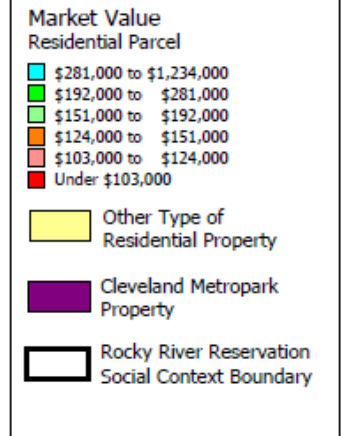 Market Value
Residential Parcel
$281,000 to $1,234,000
$192,000 to $281,000
$151,000 to $192,000
$124,000 to $151,000
$103,000 to $124,000
Under $103,000
Other Type of
Residential Property
Cleveland Metropark
Property
Rocky River Reservation
Social Context Boundary